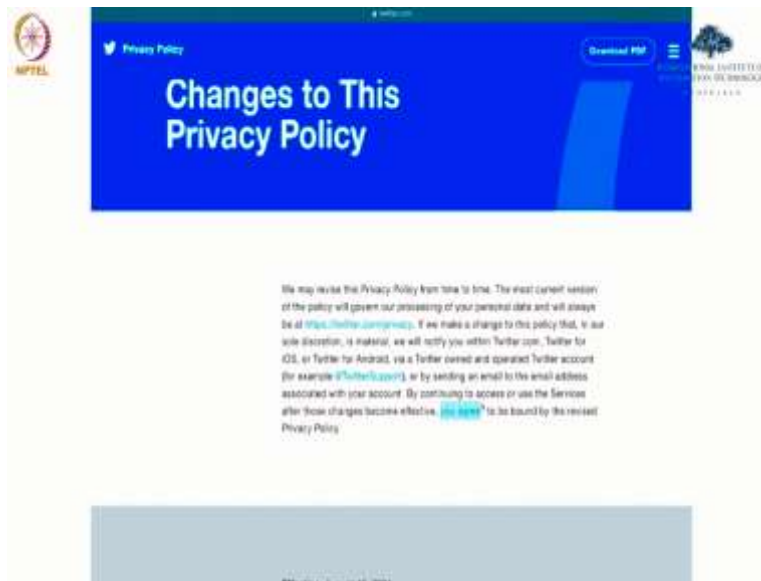 twitter.com
NPTEL
Privacy Policy
Download PDF
Changes to This
Privacy Policy
INSTITUTE
We may revise this Privacy Policy from time to time. The most current version
of the policy will govern our processing of your personal data and will always
be at https://twitter.com/privacy. If we make a change to this policy that, in our
sole discretion, is material, we will notify you within Twitter.com, Twitter for
iOS, or Twitter for Android, via a Twitter owned and operated Twitter account
(for example @TwitterSupport), or by sending an email to the email address
associated with your account. By continuing to access or use the Services
after those changes become effective, you agree to be bound by the revised
Privacy Policy.